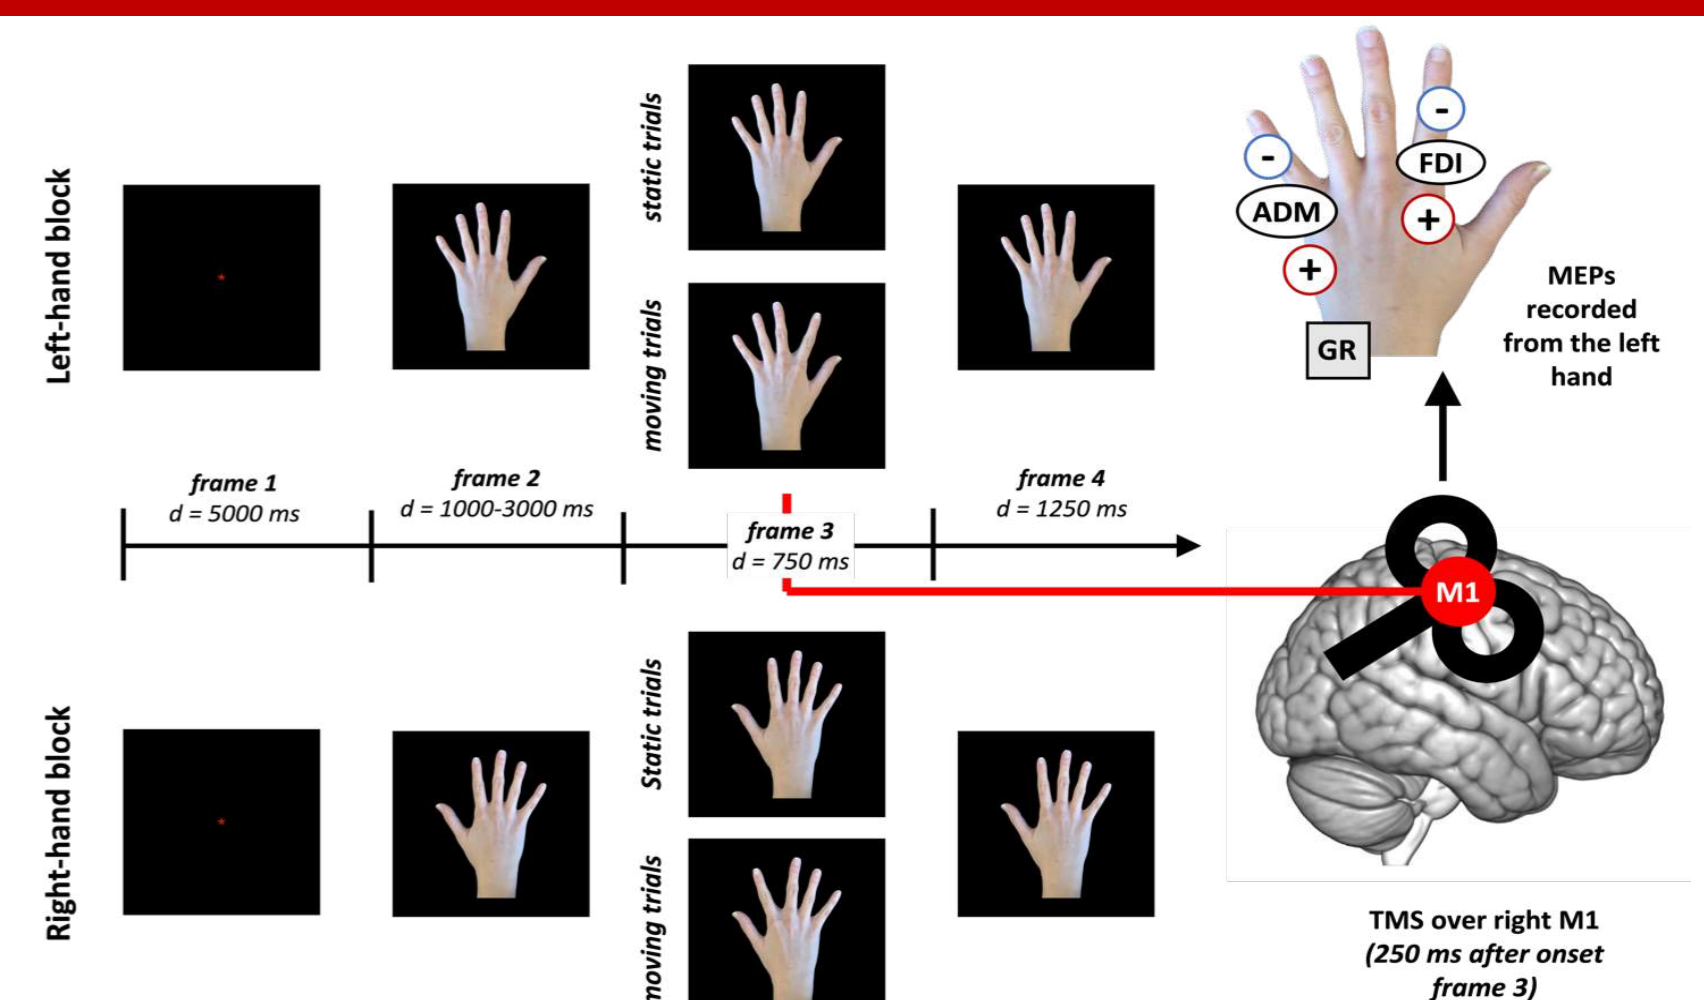 Left-hand block
static trials
moving trials
frame 1
d = 5000 ms
frame 2
d = 1000-3000 ms
frame 3
d = 750 ms
frame 4
d = 1250 ms
Right-hand block
Static trials
moving trials
-
-
FDI
ADM
+
+
GR
MEPs
recorded
from the left
hand
M1
TMS over right M1
(250 ms after onset
frame 3)